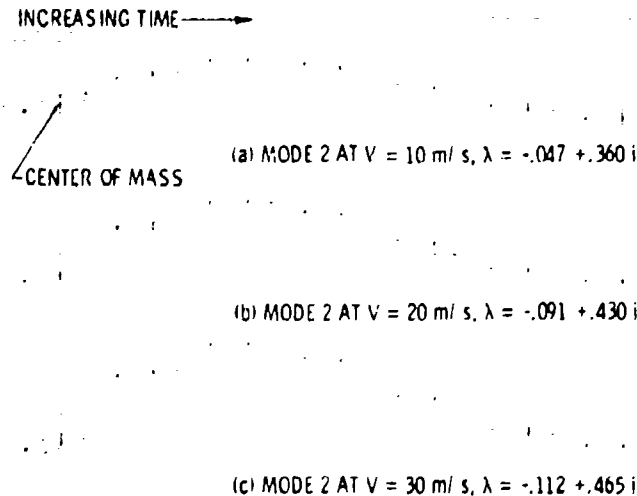 INCREASING TIME
(a) MODE 2 AT V = 10 m/ s, λ = -.047 +.360 i
CENTER OF MASS
(b) MODE 2 AT V = 20 m/ s, λ = -.091 +.430 i
(c) MODE 2 AT V = 30 m/ s, λ = -.112 +.465 i